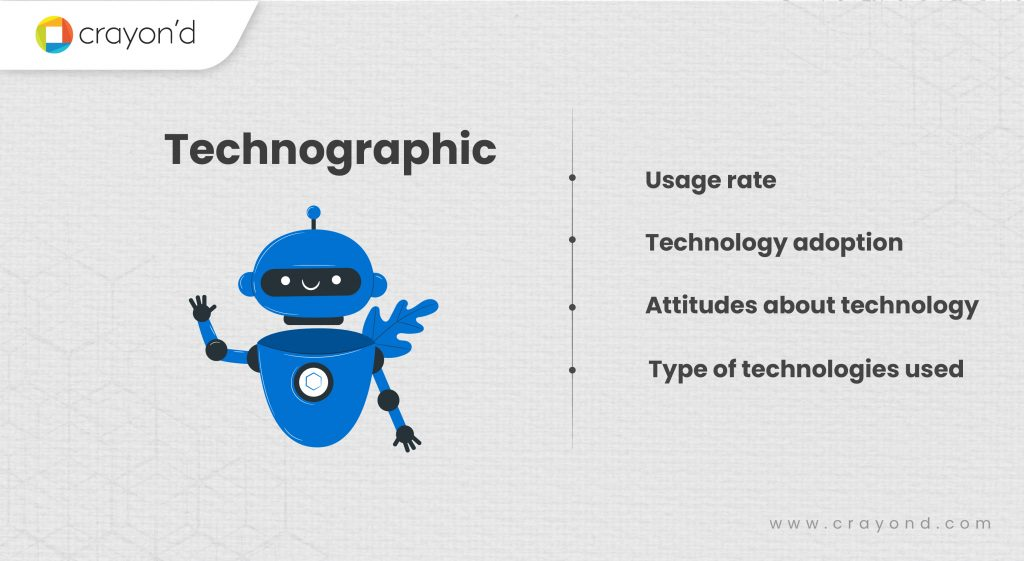 crayon'd
Technographic
Usage rate
Technology adoption
Attitudes about technology
Type of technologies used
www.crayond.com